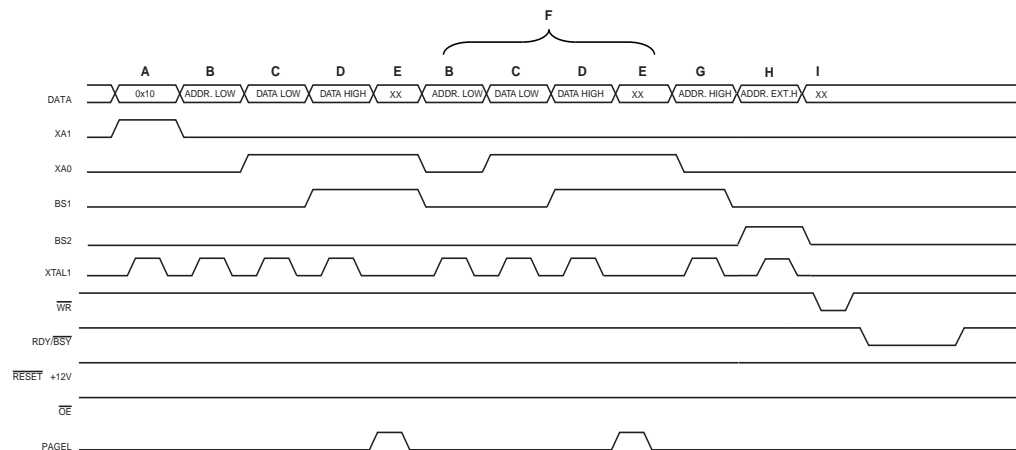 F
A B C D E B C D E G H I
DATA 0x10 ADDR. LOW DATA LOW DATA HIGH XX ADDR. LOW DATA LOW DATA HIGH XX ADDR. HIGH ADDR. EXT.H XX
XA1
XA0
BS1
BS2
XTAL1
WR
RDY/BSY
RESET +12V
OE
PAGEL